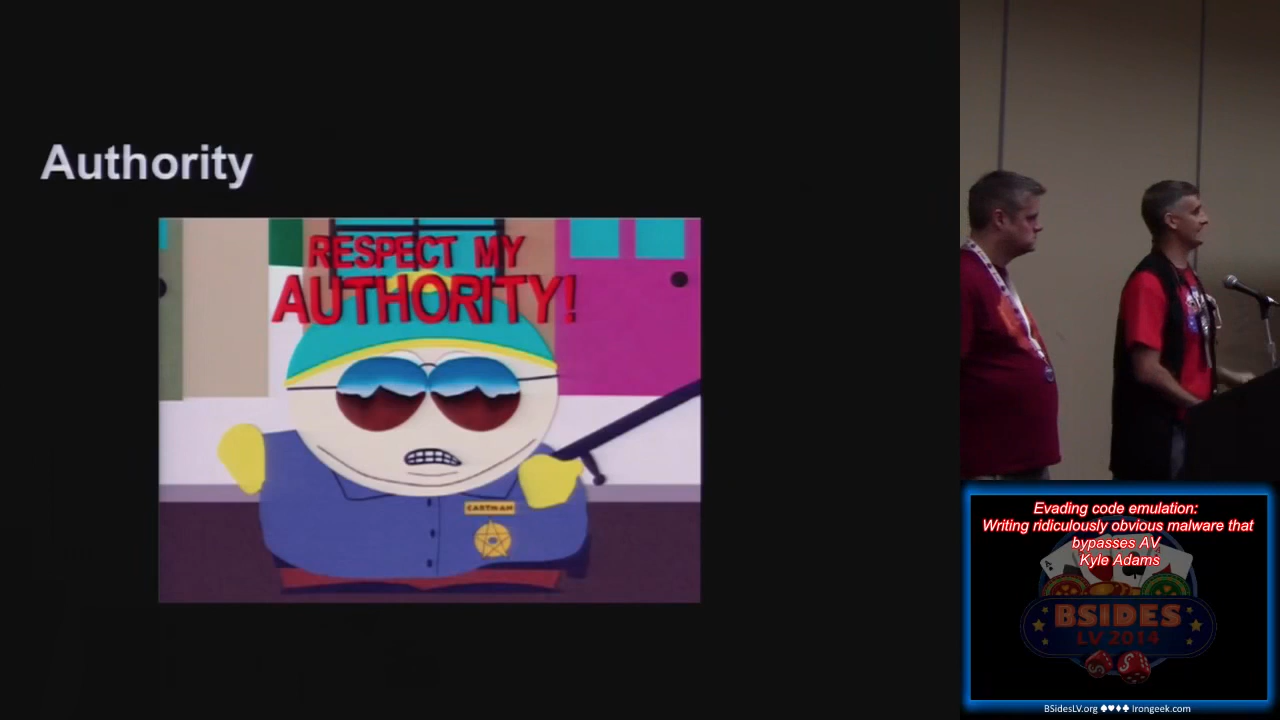 Authority
RESPECT MY
AUTHORITY!
CARTMAN
Evading code emulation:
Writing ridiculously obvious malware that
bypasses AV
Kyle Adams
BSIDES
LV 2014
BSidesLV.org ♠♥♦♣ Irongeek.com